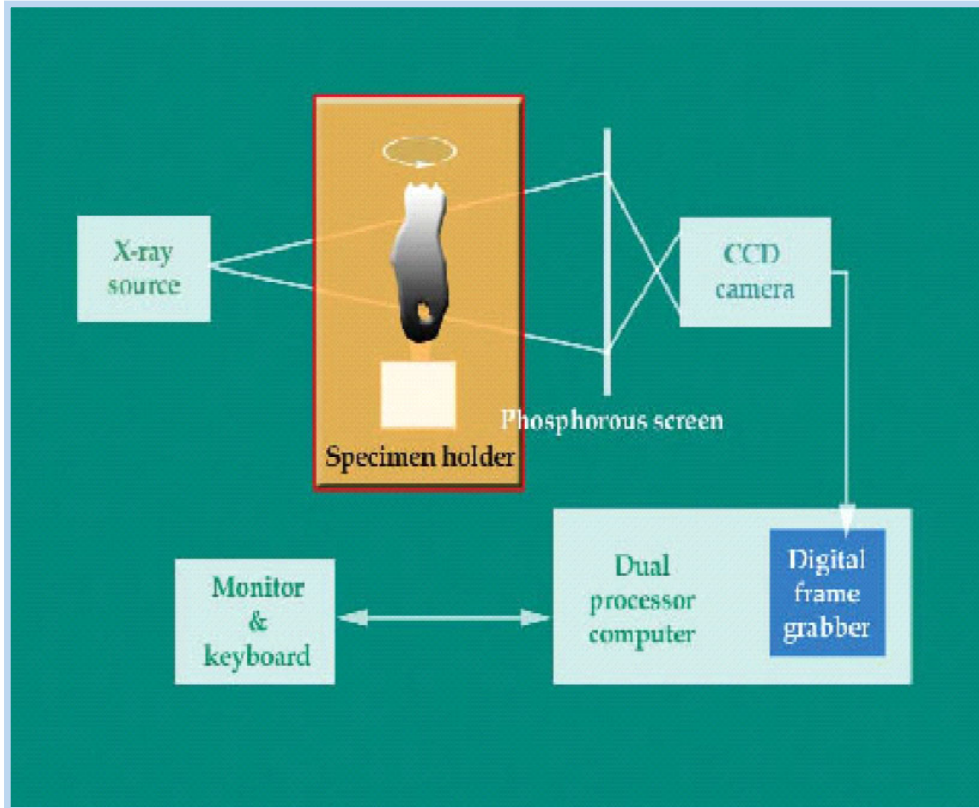 X-ray
source
CCD
camera
Phosphorous screen
Specimen holder
Monitor
&
keyboard
Dual
processor
computer
Digital
frame
grabber